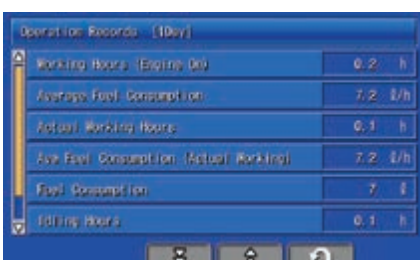 Operation Records [1Day]
Working Hours (Engine On) 0.2 h
Average Fuel Consumption 7.2 ℓ/h
Actual Working Hours 0.1 h
Ave Fuel Consumption (Actual Working) 7.2 ℓ/h
Fuel Consumption 7 ℓ
Idling Hours 0.1 h